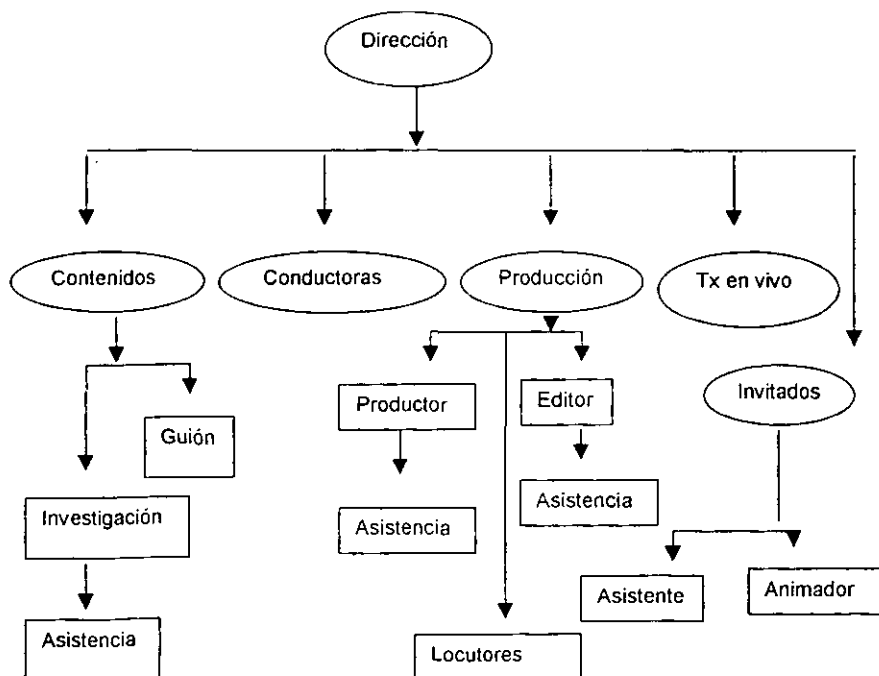 Dirección
Contenidos
Conductoras
Producción
Tx en vivo
Invitados
Productor
Editor
Guión
Investigación
Asistencia
Asistencia
Asistente
Animador
Asistencia
Locutores